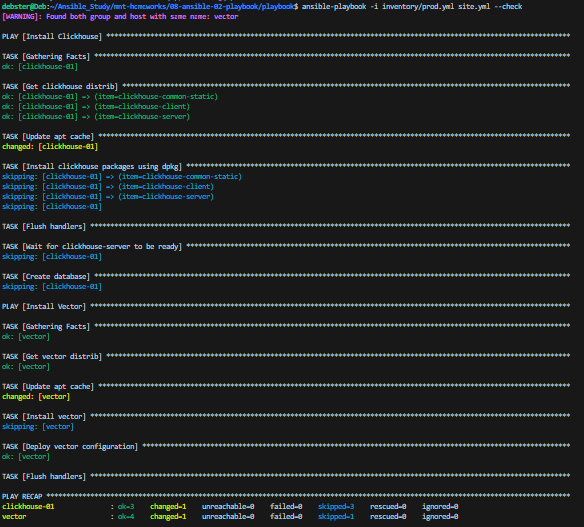 debster@Deb:~/Ansible_Study/mnt-hcmcworks/08-ansible-02-playbook/playbook$ ansible-playbook -i inventory/prod.yml site.yml --check
[WARNING]: Found both group and host with same name: vector
PLAY [Install Clickhouse] ****************************************************************************************************
TASK [Gathering Facts] ****************************************************************************************************
ok: [clickhouse-01]
TASK [Get clickhouse distrib] ****************************************************************************************************
ok: [clickhouse-01] => (item=clickhouse-common-static)
ok: [clickhouse-01] => (item=clickhouse-client)
ok: [clickhouse-01] => (item=clickhouse-server)
TASK [Update apt cache] ****************************************************************************************************
changed: [clickhouse-01]
TASK [Install clickhouse packages using dpkg] ****************************************************************************************************
skipping: [clickhouse-01] => (item=clickhouse-common-static)
skipping: [clickhouse-01] => (item=clickhouse-client)
skipping: [clickhouse-01] => (item=clickhouse-server)
skipping: [clickhouse-01]
TASK [Flush handlers] ****************************************************************************************************
TASK [Wait for clickhouse-server to be ready] ****************************************************************************************************
skipping: [clickhouse-01]
TASK [Create database] ****************************************************************************************************
skipping: [clickhouse-01]
PLAY [Install Vector] ****************************************************************************************************
TASK [Gathering Facts] ****************************************************************************************************
ok: [vector]
TASK [Get vector distrib] ****************************************************************************************************
ok: [vector]
TASK [Update apt cache] ****************************************************************************************************
changed: [vector]
TASK [Install vector] ****************************************************************************************************
skipping: [vector]
TASK [Deploy vector configuration] ****************************************************************************************************
ok: [vector]
TASK [Flush handlers] ****************************************************************************************************
PLAY RECAP ****************************************************************************************************
clickhouse-01 : ok=3 changed=1 unreachable=0 failed=0 skipped=3 rescued=0 ignored=0
vector : ok=4 changed=1 unreachable=0 failed=0 skipped=1 rescued=0 ignored=0